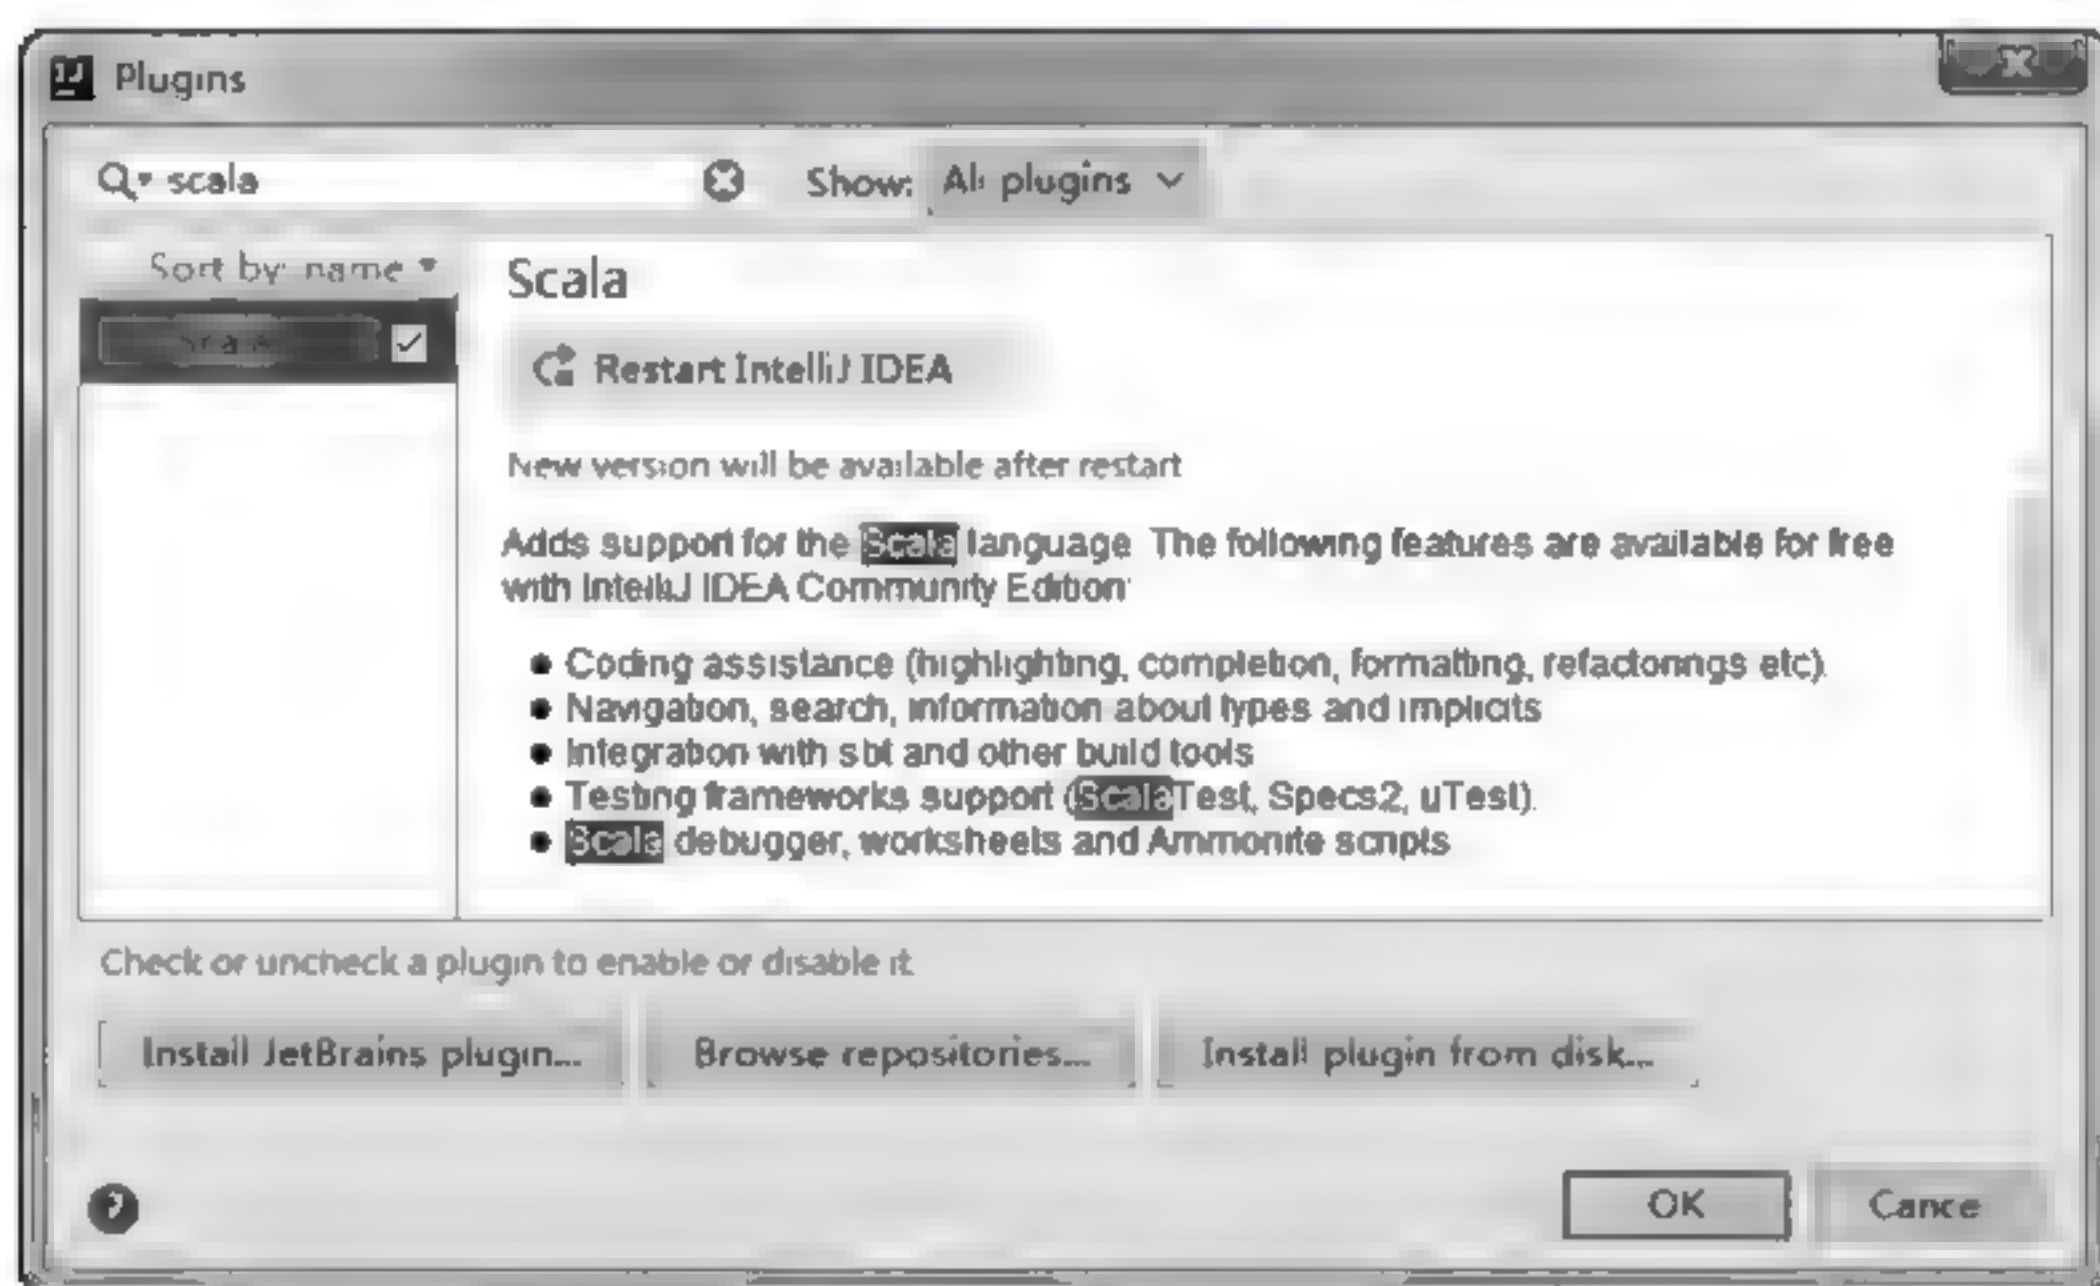 Plugins
scala
Show: All plugins
Sort by: name
Scala
Scala
Restart IntelliJ IDEA
New version will be available after restart
Adds support for the Scala language. The following features are available for free
with IntelliJ IDEA Community Edition:
Coding assistance (highlighting, completion, formatting, refactorings etc).
Navigation, search, information about types and implicits
Integration with sbt and other build tools
Testing frameworks support (ScalaTest, Specs2, uTest).
Scala debugger, worksheets and Ammonite scripts
Check or uncheck a plugin to enable or disable it.
Install JetBrains plugin...
Browse repositories...
Install plugin from disk...
?
OK
Cancel